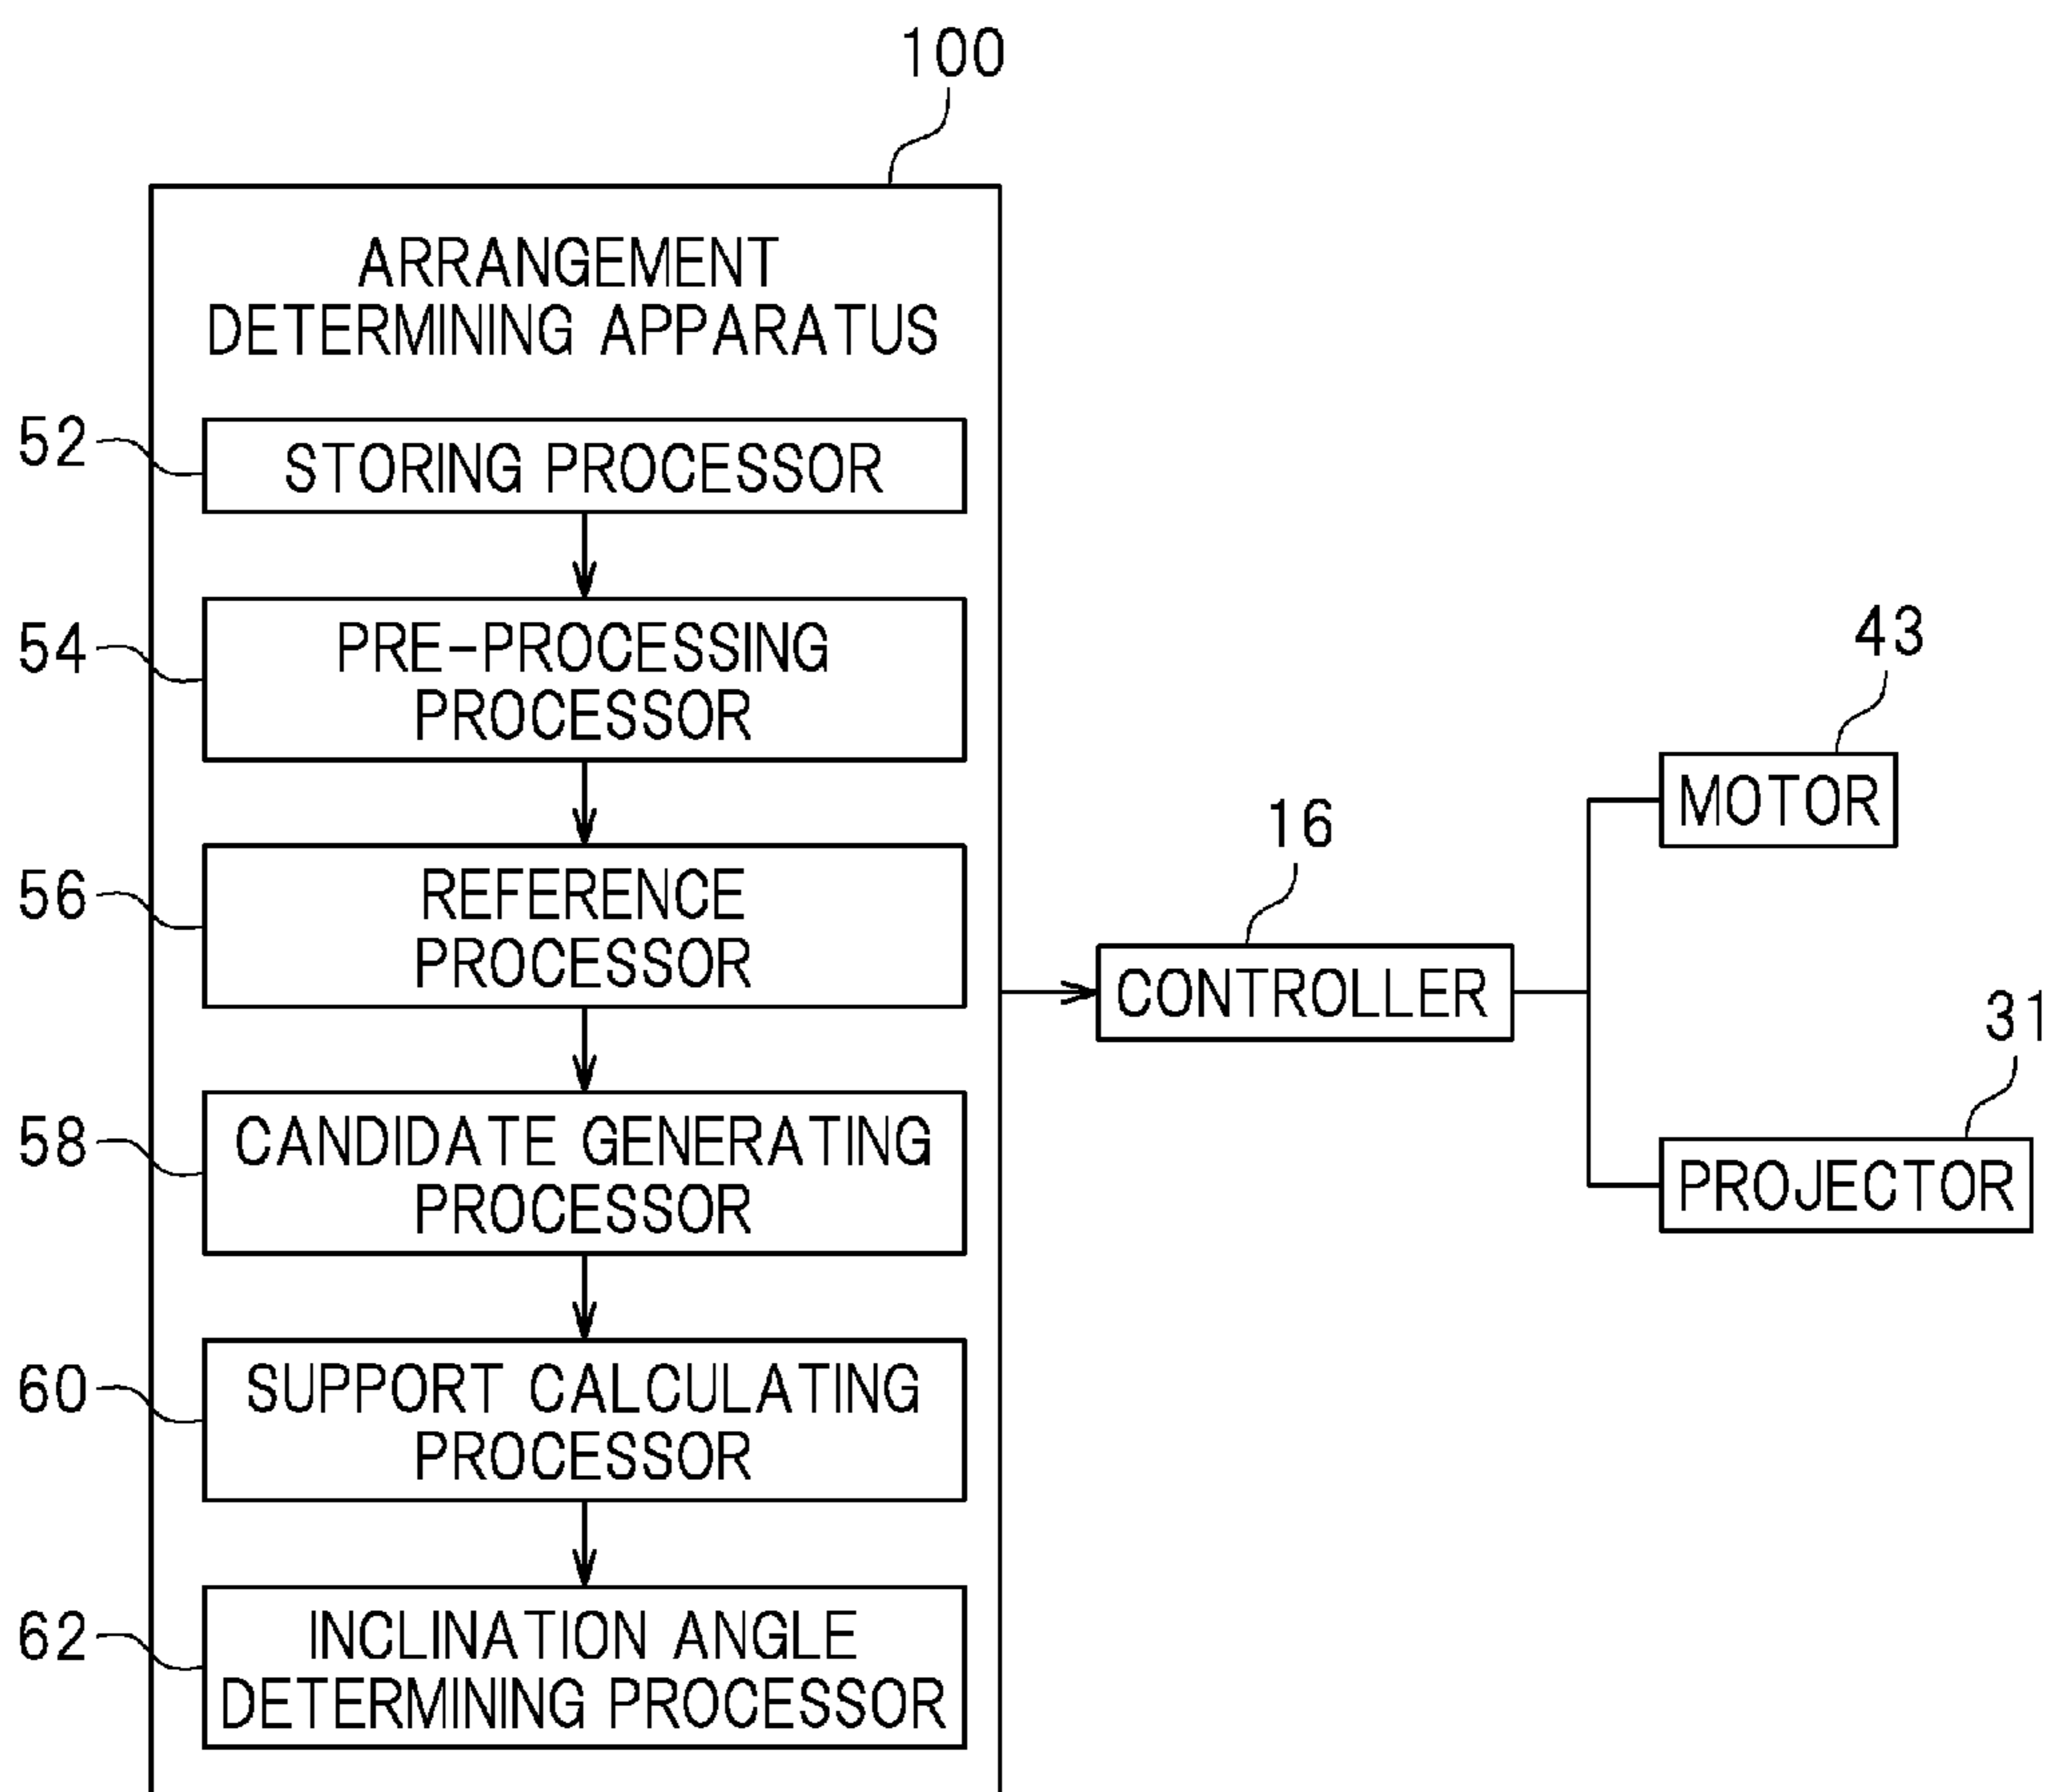 100
ARRANGEMENT
DETERMINING APPARATUS
52
STORING PROCESSOR
54
PRE-PROCESSING
PROCESSOR
56
REFERENCE
PROCESSOR
58
CANDIDATE GENERATING
PROCESSOR
60
SUPPORT CALCULATING
PROCESSOR
62
INCLINATION ANGLE
DETERMINING PROCESSOR
16
CONTROLLER
43
MOTOR
31
PROJECTOR